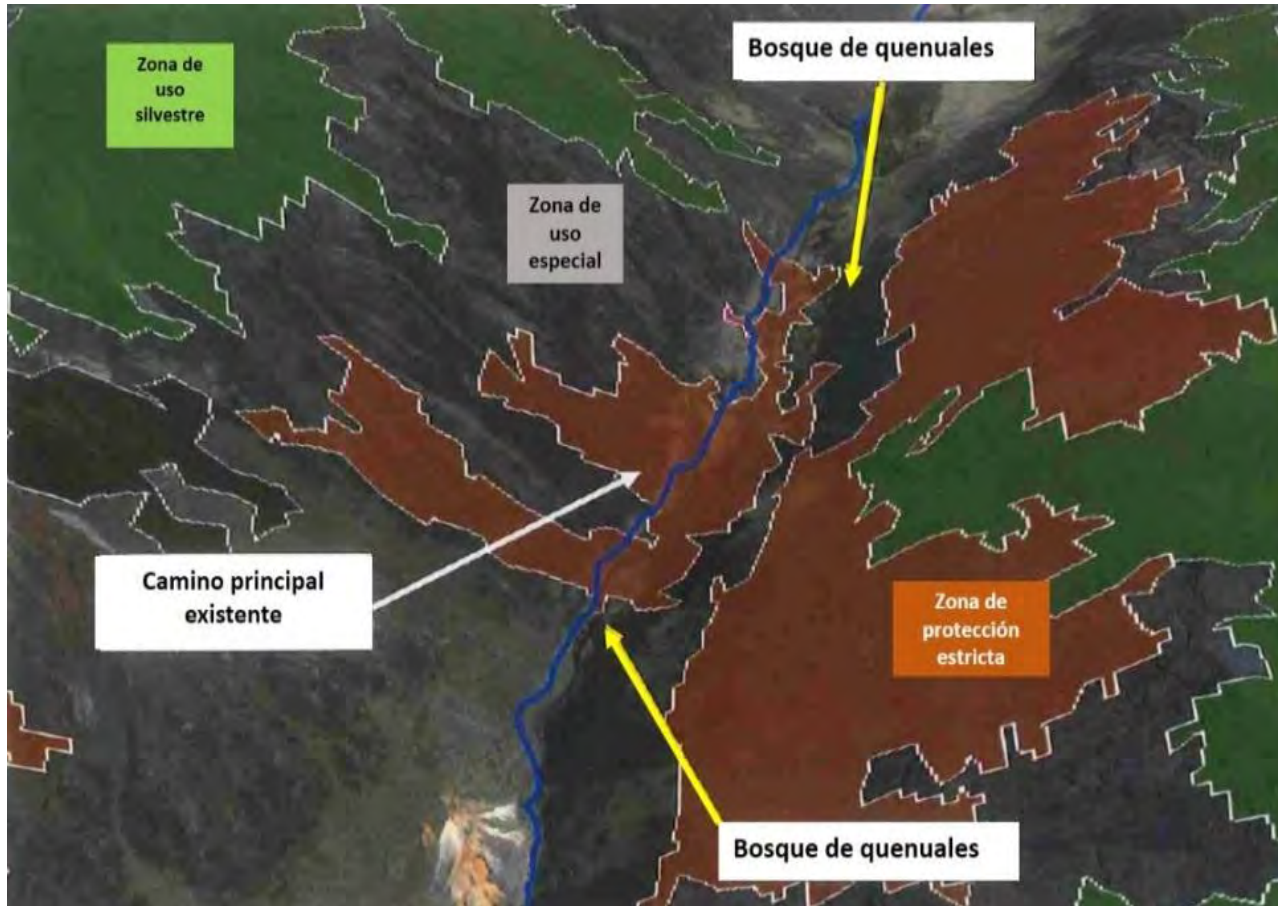 Zona de
uso
silvestre
Bosque de quenuales
Zona de
uso
especial
Camino principal
existente
Zona de
protección
estricta
Bosque de quenuales